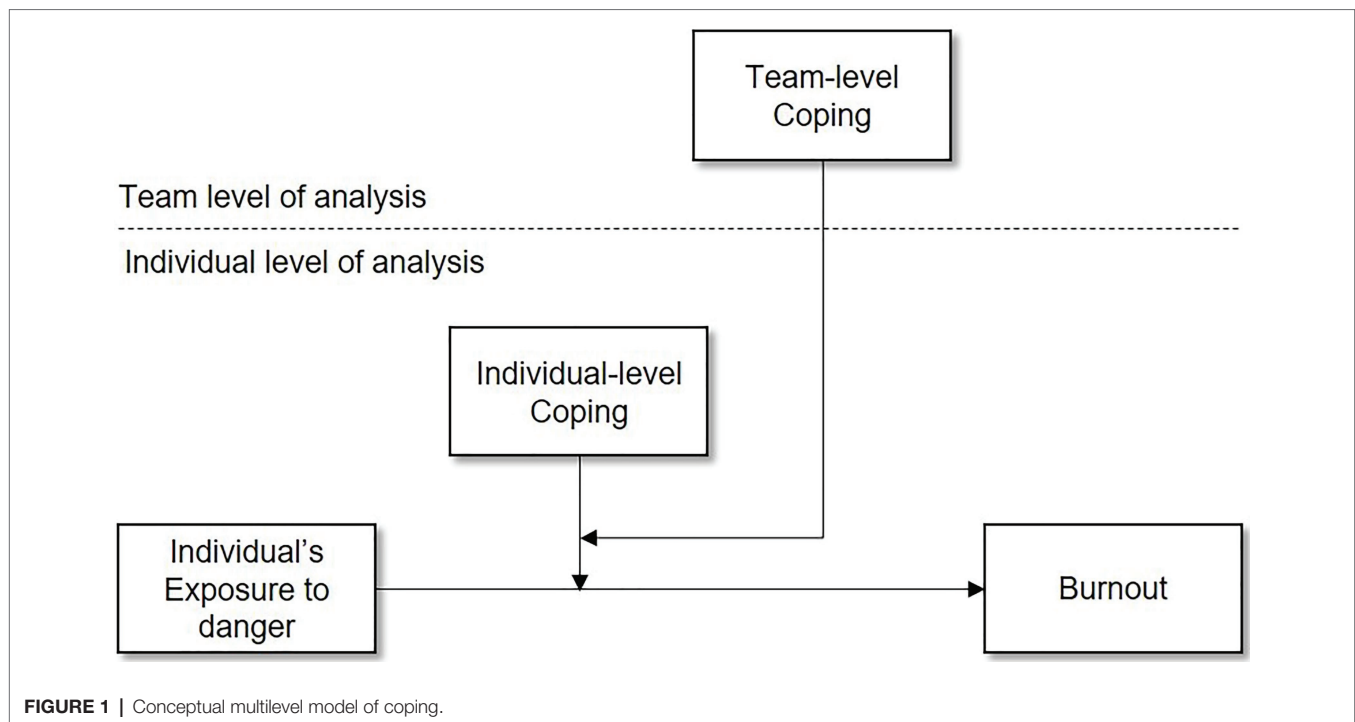 Team-level
Coping
Team level of analysis
Individual level of analysis
Individual-level
Coping
Individual’s
Exposure to
danger
Burnout
FIGURE 1 | Conceptual multilevel model of coping.